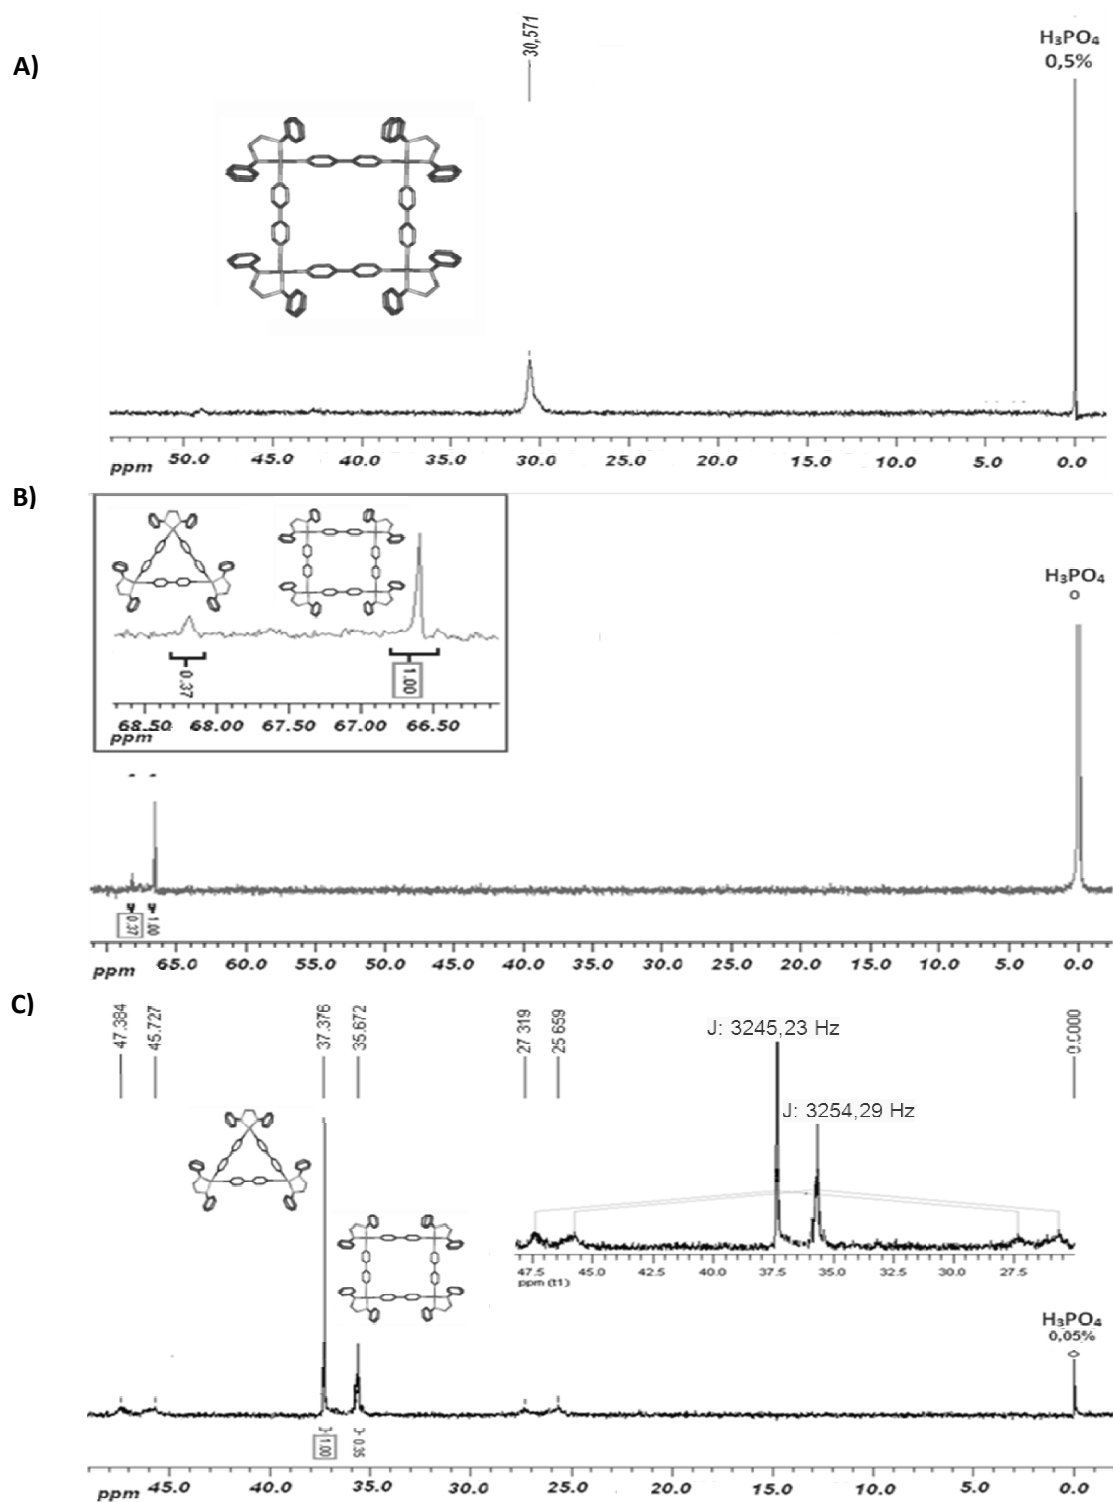 A)
30,571
H₃PO₄
0,5%
50.0 45.0 40.0 35.0 30.0 25.0 20.0 15.0 10.0 5.0 0.0
ppm
B)
H₃PO₄
0.37
1.00
68.50 68.00 67.50 67.00 66.50
ppm
0.37
1.00
65.0 60.0 55.0 50.0 45.0 40.0 35.0 30.0 25.0 20.0 15.0 10.0 5.0 0.0
ppm
C)
47.384
45.727
37.376
35.672
27 319
25 659
0.000
J: 3245,23 Hz
J: 3254,29 Hz
47.5 45.0 42.5 40.0 37.5 35.0 32.5 30.0 27.5
ppm (t1)
H₃PO₄
0,05%
1.00
0.35
45.0 40.0 35.0 30.0 25.0 20.0 15.0 10.0 5.0 0.0
ppm